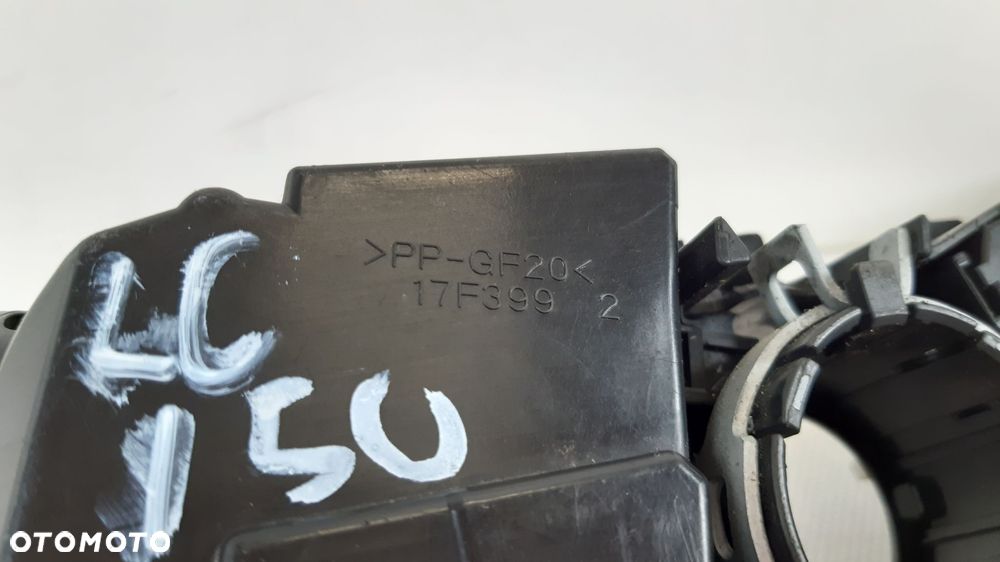 >PP-GF20<
17F399 2
LC
150
OTOMOTO